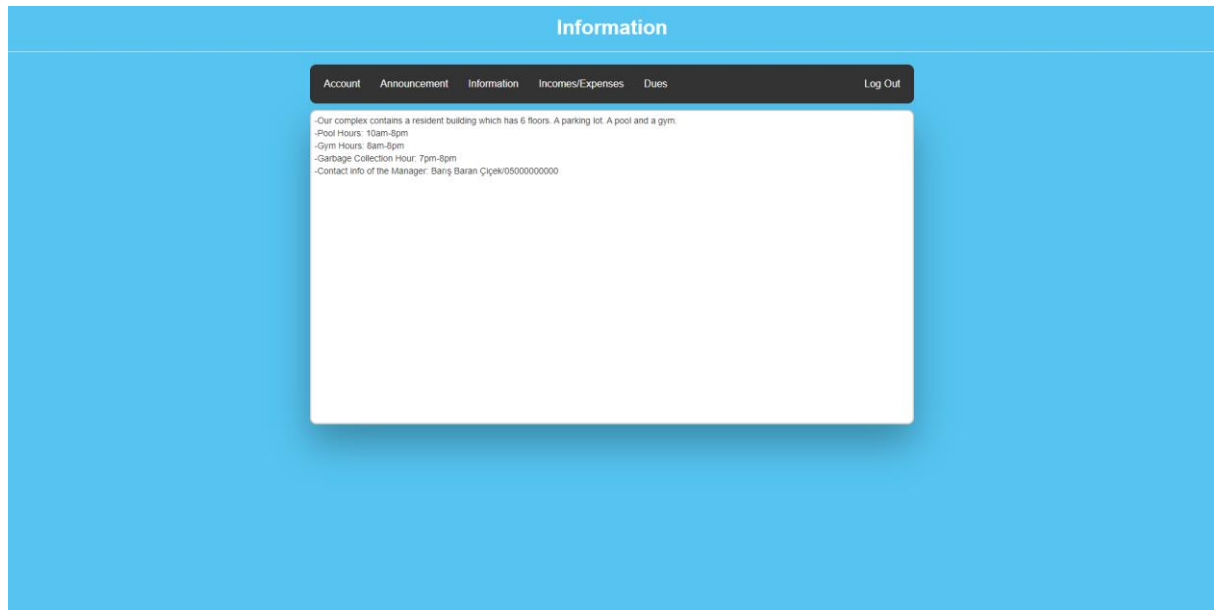 Information
Account Announcement Information Incomes/Expenses Dues Log Out
-Our complex contains a resident building which has 6 floors. A parking lot. A pool and a gym.
-Pool Hours: 10am-8pm
-Gym Hours: 8am-8pm
-Garbage Collection Hour: 7pm-8pm
-Contact info of the Manager: Barış Baran Çiçek/05000000000